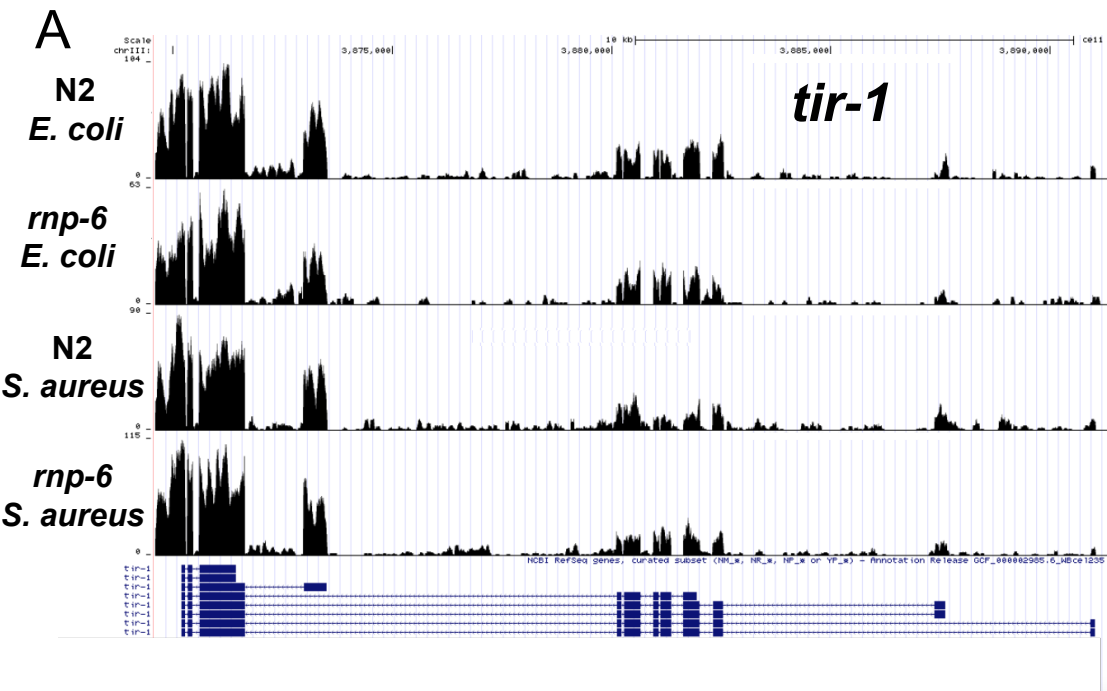 A
Scale
10 kb
ce11
chrIII:
3,875,000
3,880,000
3,885,000
3,890,000
104
N2
E. coli
tir-1
0
63
rnp-6
E. coli
0
90
N2
S. aureus
0
115
rnp-6
S. aureus
0
NCBI RefSeq genes, curated subset (NM_*, NR_*, NP_* or YP_*) - Annotation Release GCF_000002985.6_WBcel235
tir-1
tir-1
tir-1
tir-1
tir-1
tir-1
tir-1
tir-1